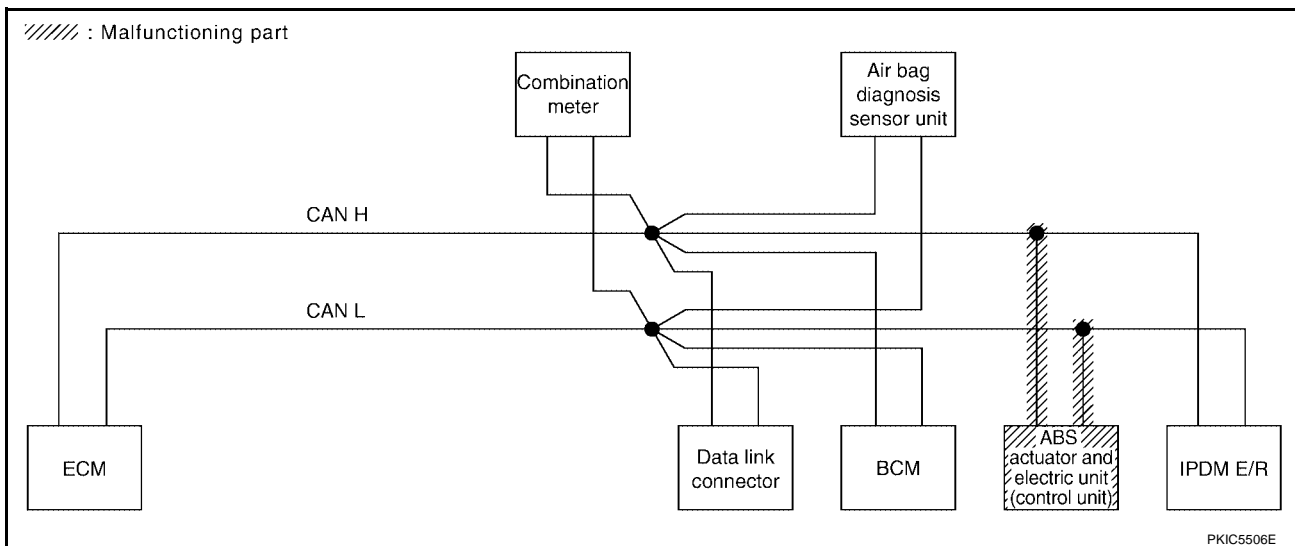 : Malfunctioning part
Combination
meter
Air bag
diagnosis
sensor unit
CAN H
CAN L
ECM
Data link
connector
BCM
ABS
actuator and
electric unit
(control unit)
IPDM E/R
PKIC5506E